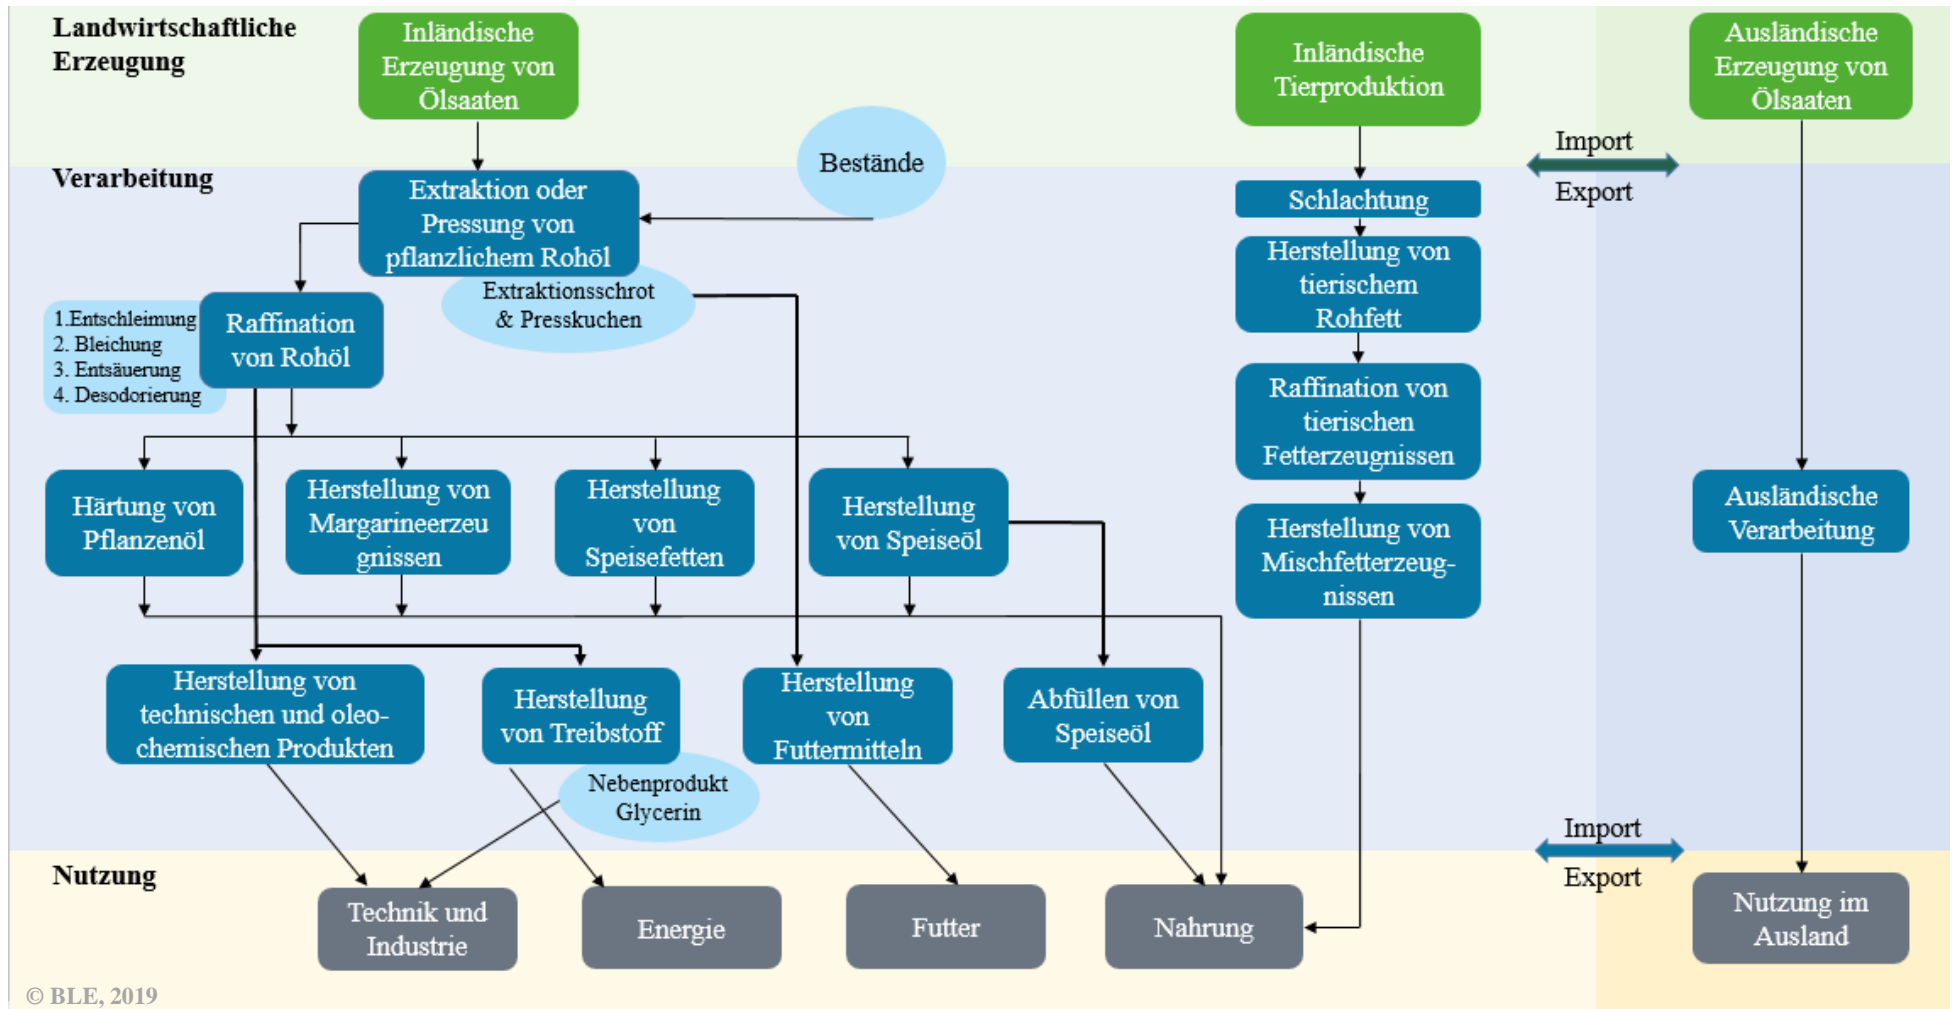 Landwirtschaftliche
Erzeugung
Inländische
Erzeugung von
Ölsaaten
Inländische
Tierproduktion
Ausländische
Erzeugung von
Ölsaaten
Import
Export
Verarbeitung
Bestände
Extraktion oder
Pressung von
pflanzlichem Rohöl
Extraktionsschrot
& Presskuchen
Schlachtung
Herstellung von
tierischem
Rohfett
1.Entschleimung
2. Bleichung
3. Entsäuerung
4. Desodorierung
Raffination
von Rohöl
Raffination von
tierischen
Fetterzeugnissen
Härtung von
Pflanzenöl
Herstellung von
Margarineerzeu
gnissen
Herstellung
von
Speisefetten
Herstellung
von Speiseöl
Herstellung von
Mischfetterzeug-
nissen
Ausländische
Verarbeitung
Herstellung von
technischen und oleo-
chemischen Produkten
Herstellung
von Treibstoff
Herstellung
von
Futtermitteln
Abfüllen von
Speiseöl
Nebenprodukt
Glycerin
Import
Export
Nutzung
Technik und
Industrie
Energie
Futter
Nahrung
Nutzung im
Ausland
© BLE, 2019